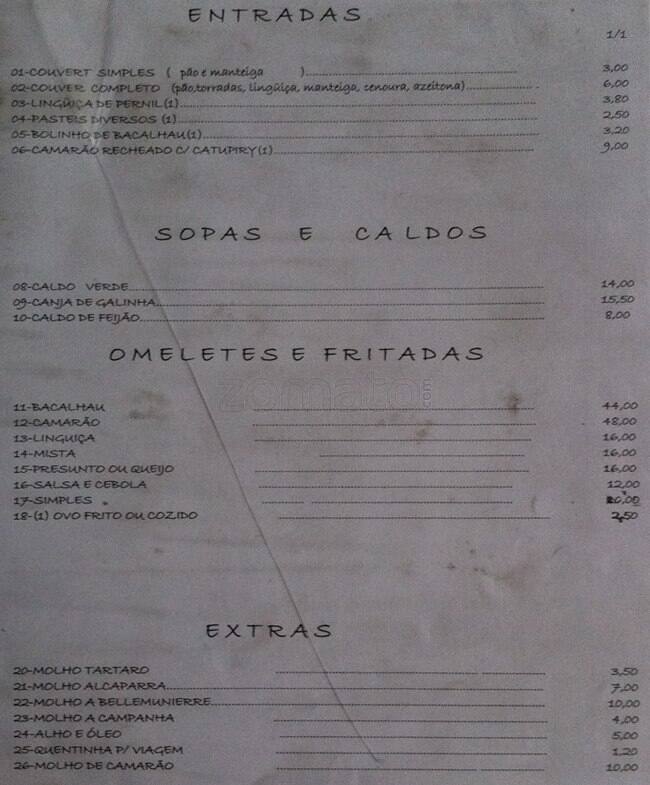 ENTRADAS
1/1
01-COUVERT SIMPLES ( pão e manteiga ) 3,00
02-COUVER COMPLETO (pão,torradas, lingüiça, manteiga, cenoura, azeitona) 6,00
03-LINGÜIÇA DE PERNIL(1) 3,80
04-PASTEIS DIVERSOS (1) 2,50
05-BOLINHO DE BACALHAU(1) 3,20
06-CAMARÃO RECHEADO C/ CATUPIRY(1) 9,00
SOPAS E CALDOS
08-CALDO VERDE 14,00
09-CANJA DE GALINHA 15,50
10-CALDO DE FEIJÃO 8,00
OMELETES E FRITADAS
zomato.com
11-BACALHAU 44,00
12-CAMARÃO 48,00
13-LINGUIÇA 16,00
14-MISTA 16,00
15-PRESUNTO OU QUEIJO 16,00
16-SALSA E CEBOLA 12,00
17-SIMPLES
18-(1) OVO FRITO OU COZIDO 2,50
EXTRAS
20-MOLHO TARTARO 3,50
21-MOLHO ALCAPARRA 7,00
22-MOLHO A BELLEMUNIERRE 10,00
23-MOLHO A CAMPANHA 4,00
24-ALHO E ÓLEO 5,00
25-QUENTINHA P/ VIAGEM 1,20
26-MOLHO DE CAMARÃO 10,00